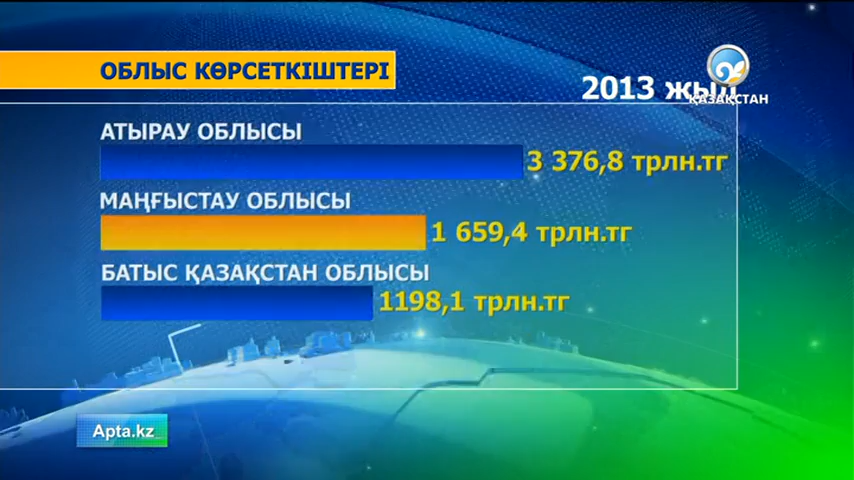 ОБЛЫС КӨРСЕТКІШТЕРІ
2013 жыл
ҚАЗАҚСТАН
АТЫРАУ ОБЛЫСЫ
3 376,8 трлн.тг
МАҢҒЫСТАУ ОБЛЫСЫ
1 659,4 трлн.тг
БАТЫС ҚАЗАҚСТАН ОБЛЫСЫ
1198,1 трлн.тг
Apta.kz